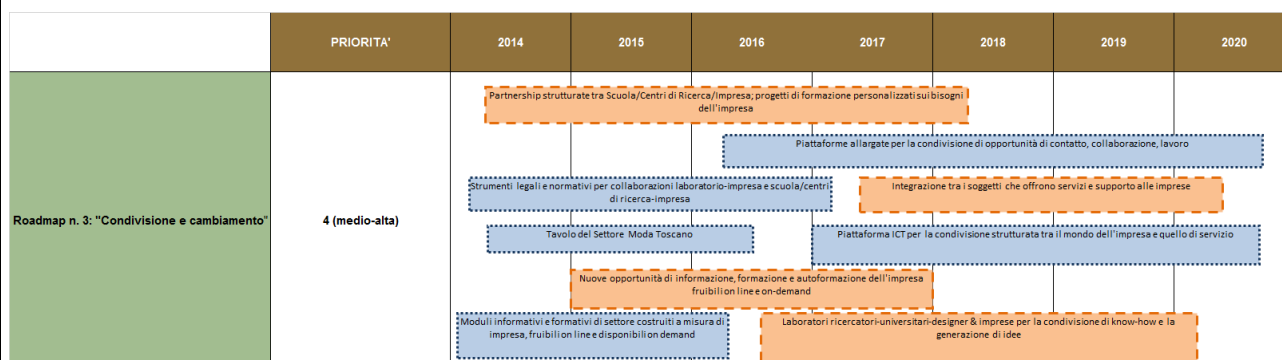 PRIORITA' 2014 2015 2016 2017 2018 2019 2020
Roadmap n. 3: "Condivisione e cambiamento"
4 (medio-alta)
Partnership strutturate tra Scuola/Centri di Ricerca/Impresa; progetti di formazione personalizzati sui bisogni
dell'impresa
Piattaforme allargate per la condivisione di opportunità di contatto, collaborazione, lavoro
Strumenti legali e normativi per collaborazioni laboratorio-impresa e scuola/centri
di ricerca-impresa
Integrazione tra i soggetti che offrono servizi e supporto alle imprese
Tavolo del Settore Moda Toscano
Piattaforma ICT per la condivisione strutturata tra il mondo dell'impresa e quello di servizio
Nuove opportunità di informazione, formazione e autoformazione dell'impresa
fruibili on line e on-demand
Moduli informativi e formativi di settore costruiti a misura di
impresa, fruibili on line e disponibili on demand
Laboratori ricercatori-universitari-designer & imprese per la condivisione di know-how e la
generazione di idee